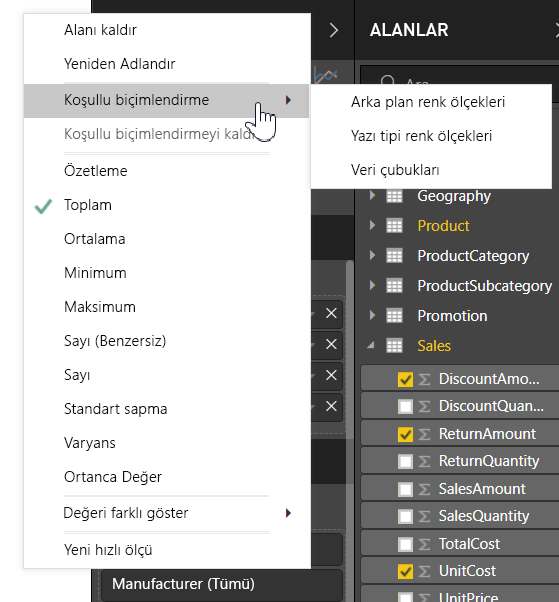 Alanı kaldır
Yeniden Adlandır
Koşullu biçimlendirme
Koşullu biçimlendirmeyi kaldır
Özetleme
Toplam
Ortalama
Minimum
Maksimum
Sayı (Benzersiz)
Sayı
Standart sapma
Varyans
Ortanca Değer
Değeri farklı göster
Yeni hızlı ölçü
Arka plan renk ölçekleri
Yazı tipi renk ölçekleri
Veri çubukları
Manufacturer (Tümü)
ALANLAR
Ara
Geography
Product
ProductCategory
ProductSubcategory
Promotion
Sales
DiscountAmo...
DiscountQuan...
ReturnAmount
ReturnQuantity
SalesAmount
SalesQuantity
TotalCost
UnitCost
UnitPrice